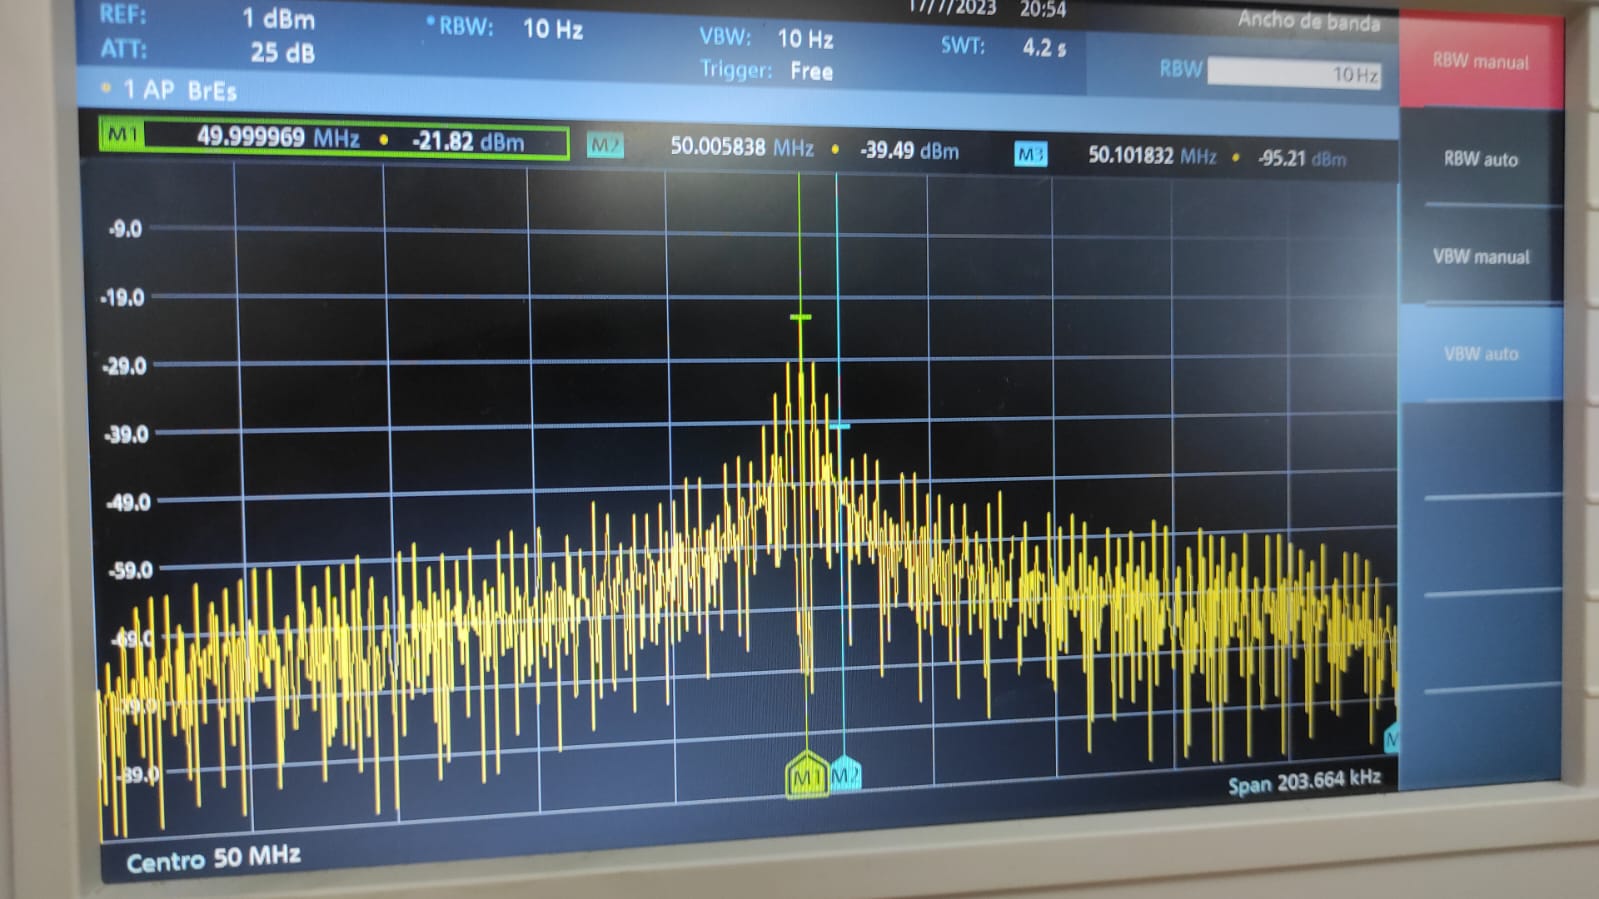 REF: 1 dBm
ATT: 25 dB
RBW: 10 Hz
VBW: 10 Hz
Trigger: Free
SWT: 4.2 s
17/7/2023 20:54
Ancho de banda
RBW 10 Hz
1 AP BrEs
M1 49.999969 MHz -21.82 dBm
M2 50.005838 MHz -39.49 dBm
M3 50.101832 MHz -95.21 dBm
-9.0
-19.0
-29.0
-39.0
-49.0
-59.0
-69.0
M1
M2
M
Span 203.664 kHz
Centro 50 MHz
RBW manual
RBW auto
VBW manual
VBW auto